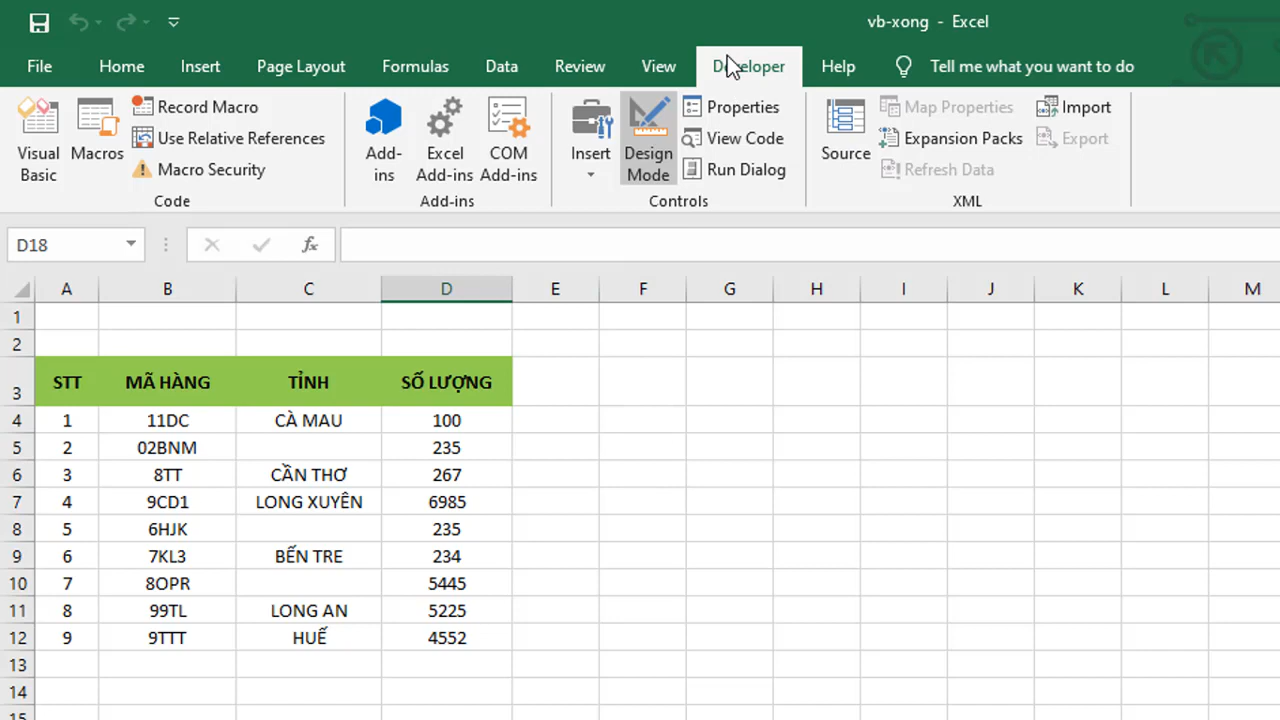 vb-xong - Excel
File Home Insert Page Layout Formulas Data Review View Developer Help Tell me what you want to do
Visual Basic
Macros
Record Macro
Use Relative References
Macro Security
Code
Add-ins
Excel Add-ins
COM Add-ins
Add-ins
Insert
Design Mode
Properties
View Code
Run Dialog
Controls
Source
Map Properties
Expansion Packs
Refresh Data
Import
Export
XML
D18
fx
A B C D E F G H I J K L M
1
2
3 STT MÃ HÀNG TỈNH SỐ LƯỢNG
4 1 11DC CÀ MAU 100
5 2 02BNM 235
6 3 8TT CẦN THƠ 267
7 4 9CD1 LONG XUYÊN 6985
8 5 6HJK 235
9 6 7KL3 BẾN TRE 234
10 7 8OPR 5445
11 8 99TL LONG AN 5225
12 9 9TTT HUẾ 4552
13
14
15